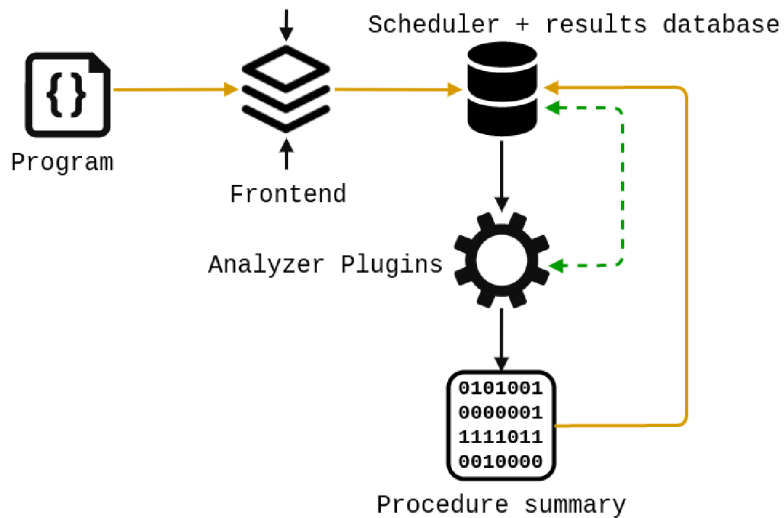 Scheduler + results database
{}
Program
Frontend
Analyzer Plugins
0101001
0000001
1111011
0010000
Procedure summary